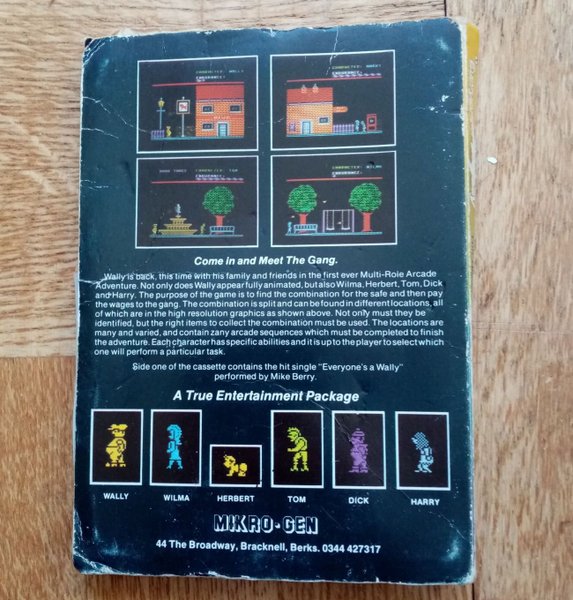 CHARACTER: WALLY
ENDURANCE:
CHARACTER:
ENDURANCE:
CHARACTER: TOM
ENDURANCE:
CHARACTER: WILMA
ENDURANCE:
Come in and Meet The Gang.
Wally is back, this time with his family and friends in the first ever Multi-Role Arcade
Adventure. Not only does Wally appear fully animated, but also Wilma, Herbert, Tom, Dick
and Harry. The purpose of the game is to find the combination for the safe and then pay
the wages to the gang. The combination is split and can be found in different locations, all
of which are in the high resolution graphics as shown above. Not only must they be
identified, but the right items to collect the combination must be used. The locations are
many and varied, and contain zany arcade sequences which must be completed to finish
the adventure. Each character has specific abilities and it is up to the player to select which
one will perform a particular task.
Side one of the cassette contains the hit single "Everyone's a Wally"
performed by Mike Berry.
A True Entertainment Package
WALLY WILMA HERBERT TOM DICK HARRY
MIKRO-GEN
44 The Broadway, Bracknell, Berks. 0344 427317